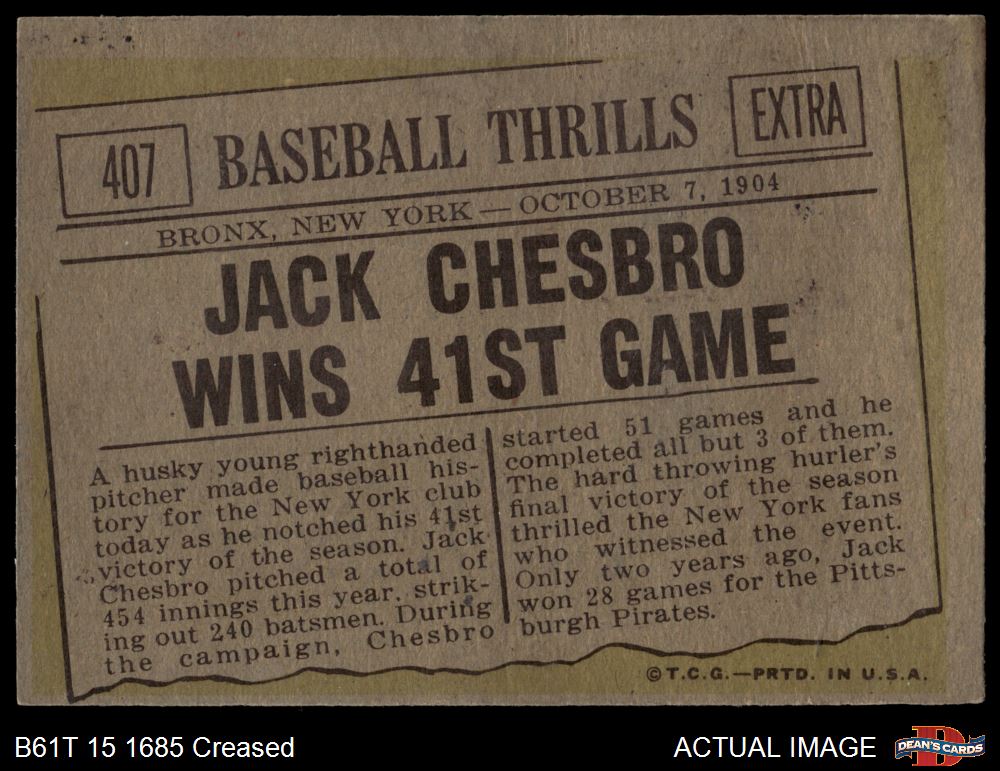 407
BASEBALL THRILLS
EXTRA
BRONX, NEW YORK — OCTOBER 7, 1904
JACK CHESBRO
WINS 41ST GAME
A husky young righthanded
pitcher made baseball his-
tory for the New York club
today as he notched his 41st
victory of the season. Jack
Chesbro pitched a total of
454 innings this year, strik-
ing out 240 batsmen. During
the campaign, Chesbro
started 51 games and he
completed all but 3 of them.
The hard throwing hurler's
final victory of the season
thrilled the New York fans
who witnessed the event.
Only two years ago, Jack
won 28 games for the Pitts-
burgh Pirates.
© T.C.G.—PRTD. IN U.S.A.
B61T 15 1685 Creased
ACTUAL IMAGE
D
DEAN'S CARDS